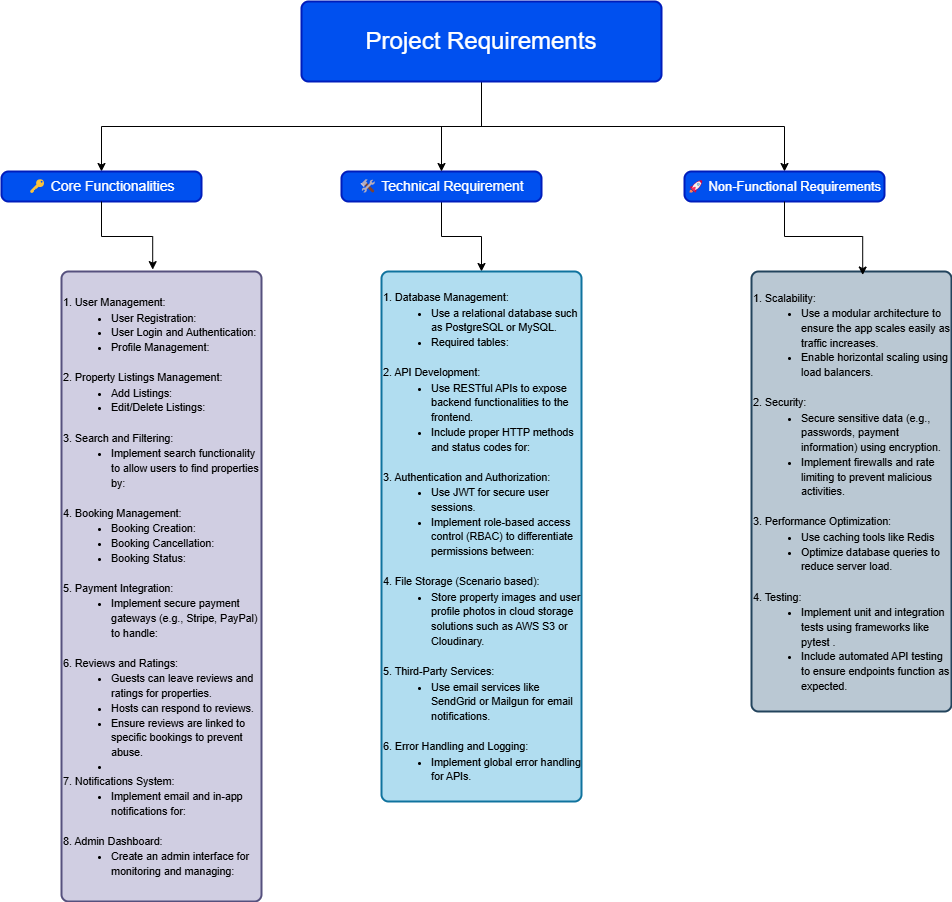 Project Requirements
🔑 Core Functionalities
🛠 Technical Requirement
🚀 Non-Functional Requirements
1. User Management:
• User Registration:
• User Login and Authentication:
• Profile Management:
2. Property Listings Management:
• Add Listings:
• Edit/Delete Listings:
3. Search and Filtering:
• Implement search functionality
to allow users to find properties
by:
4. Booking Management:
• Booking Creation:
• Booking Cancellation:
• Booking Status:
5. Payment Integration:
• Implement secure payment
gateways (e.g., Stripe, PayPal)
to handle:
6. Reviews and Ratings:
• Guests can leave reviews and
ratings for properties.
• Hosts can respond to reviews.
• Ensure reviews are linked to
specific bookings to prevent
abuse.
•
7. Notifications System:
• Implement email and in-app
notifications for:
8. Admin Dashboard:
• Create an admin interface for
monitoring and managing:
1. Database Management:
• Use a relational database such
as PostgreSQL or MySQL.
• Required tables:
2. API Development:
• Use RESTful APIs to expose
backend functionalities to the
frontend.
• Include proper HTTP methods
and status codes for:
3. Authentication and Authorization:
• Use JWT for secure user
sessions.
• Implement role-based access
control (RBAC) to differentiate
permissions between:
4. File Storage (Scenario based):
• Store property images and user
profile photos in cloud storage
solutions such as AWS S3 or
Cloudinary.
5. Third-Party Services:
• Use email services like
SendGrid or Mailgun for email
notifications.
6. Error Handling and Logging:
• Implement global error handling
for APIs.
1. Scalability:
• Use a modular architecture to
ensure the app scales easily as
traffic increases.
• Enable horizontal scaling using
load balancers.
2. Security:
• Secure sensitive data (e.g.,
passwords, payment
information) using encryption.
• Implement firewalls and rate
limiting to prevent malicious
activities.
3. Performance Optimization:
• Use caching tools like Redis
• Optimize database queries to
reduce server load.
4. Testing:
• Implement unit and integration
tests using frameworks like
pytest .
• Include automated API testing
to ensure endpoints function as
expected.